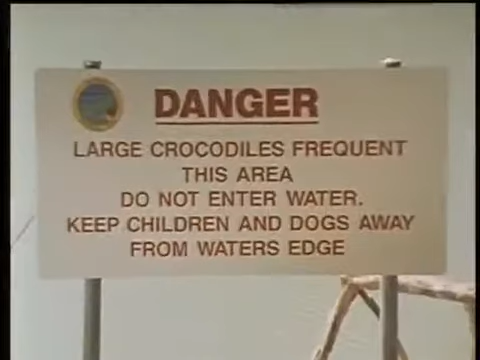 DANGER
LARGE CROCODILES FREQUENT
THIS AREA
DO NOT ENTER WATER.
KEEP CHILDREN AND DOGS AWAY
FROM WATERS EDGE